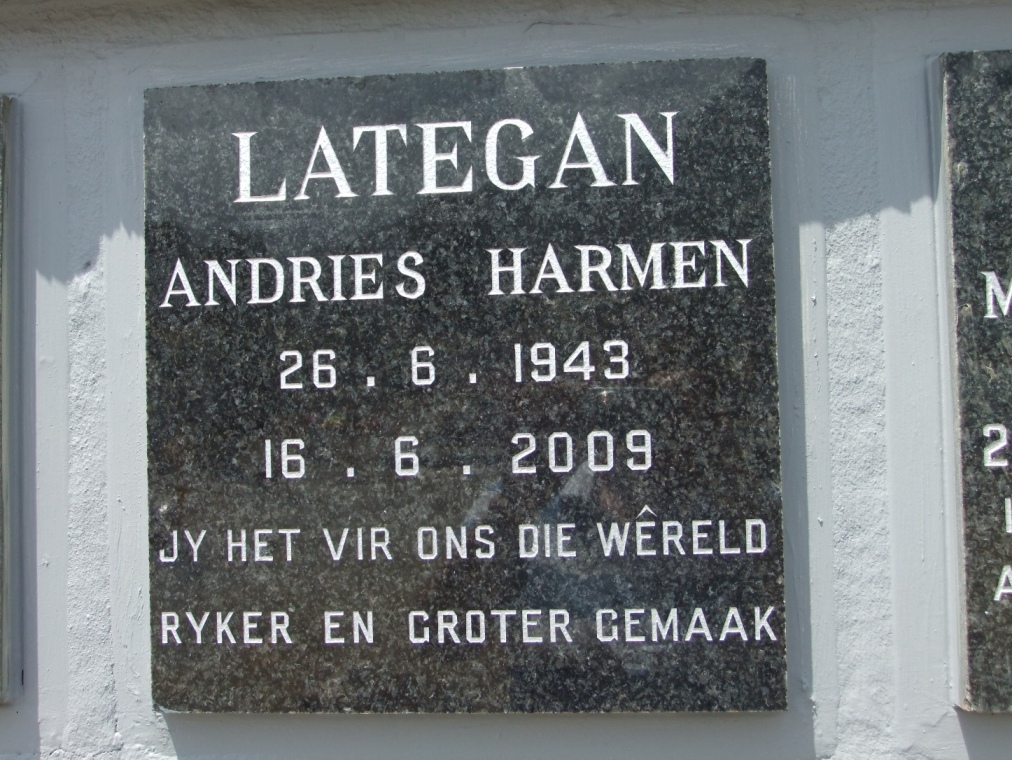 LATEGAN
ANDRIES HARMEN
26 . 6 . 1943
16 . 6 . 2009
JY HET VIR ONS DIE WÊRELD
RYKER EN GROTER GEMAAK